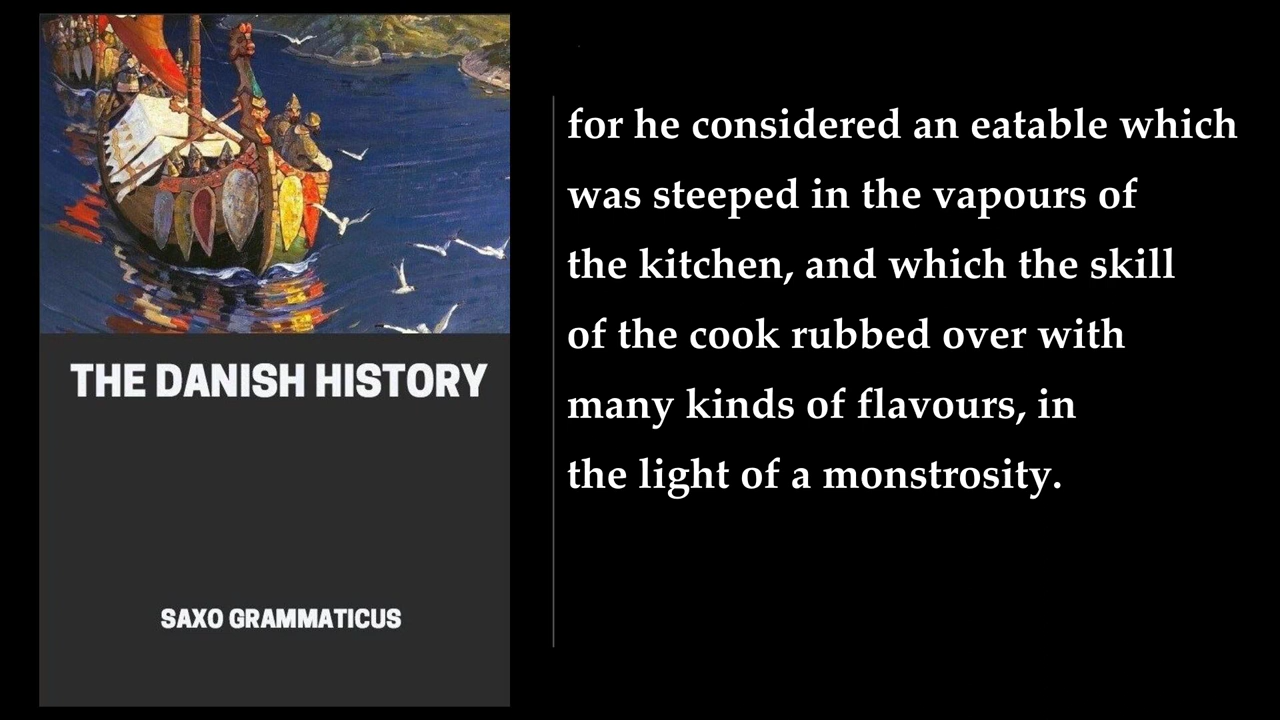 THE DANISH HISTORY
SAXO GRAMMATICUS
for he considered an eatable which
was steeped in the vapours of
the kitchen, and which the skill
of the cook rubbed over with
many kinds of flavours, in
the light of a monstrosity.